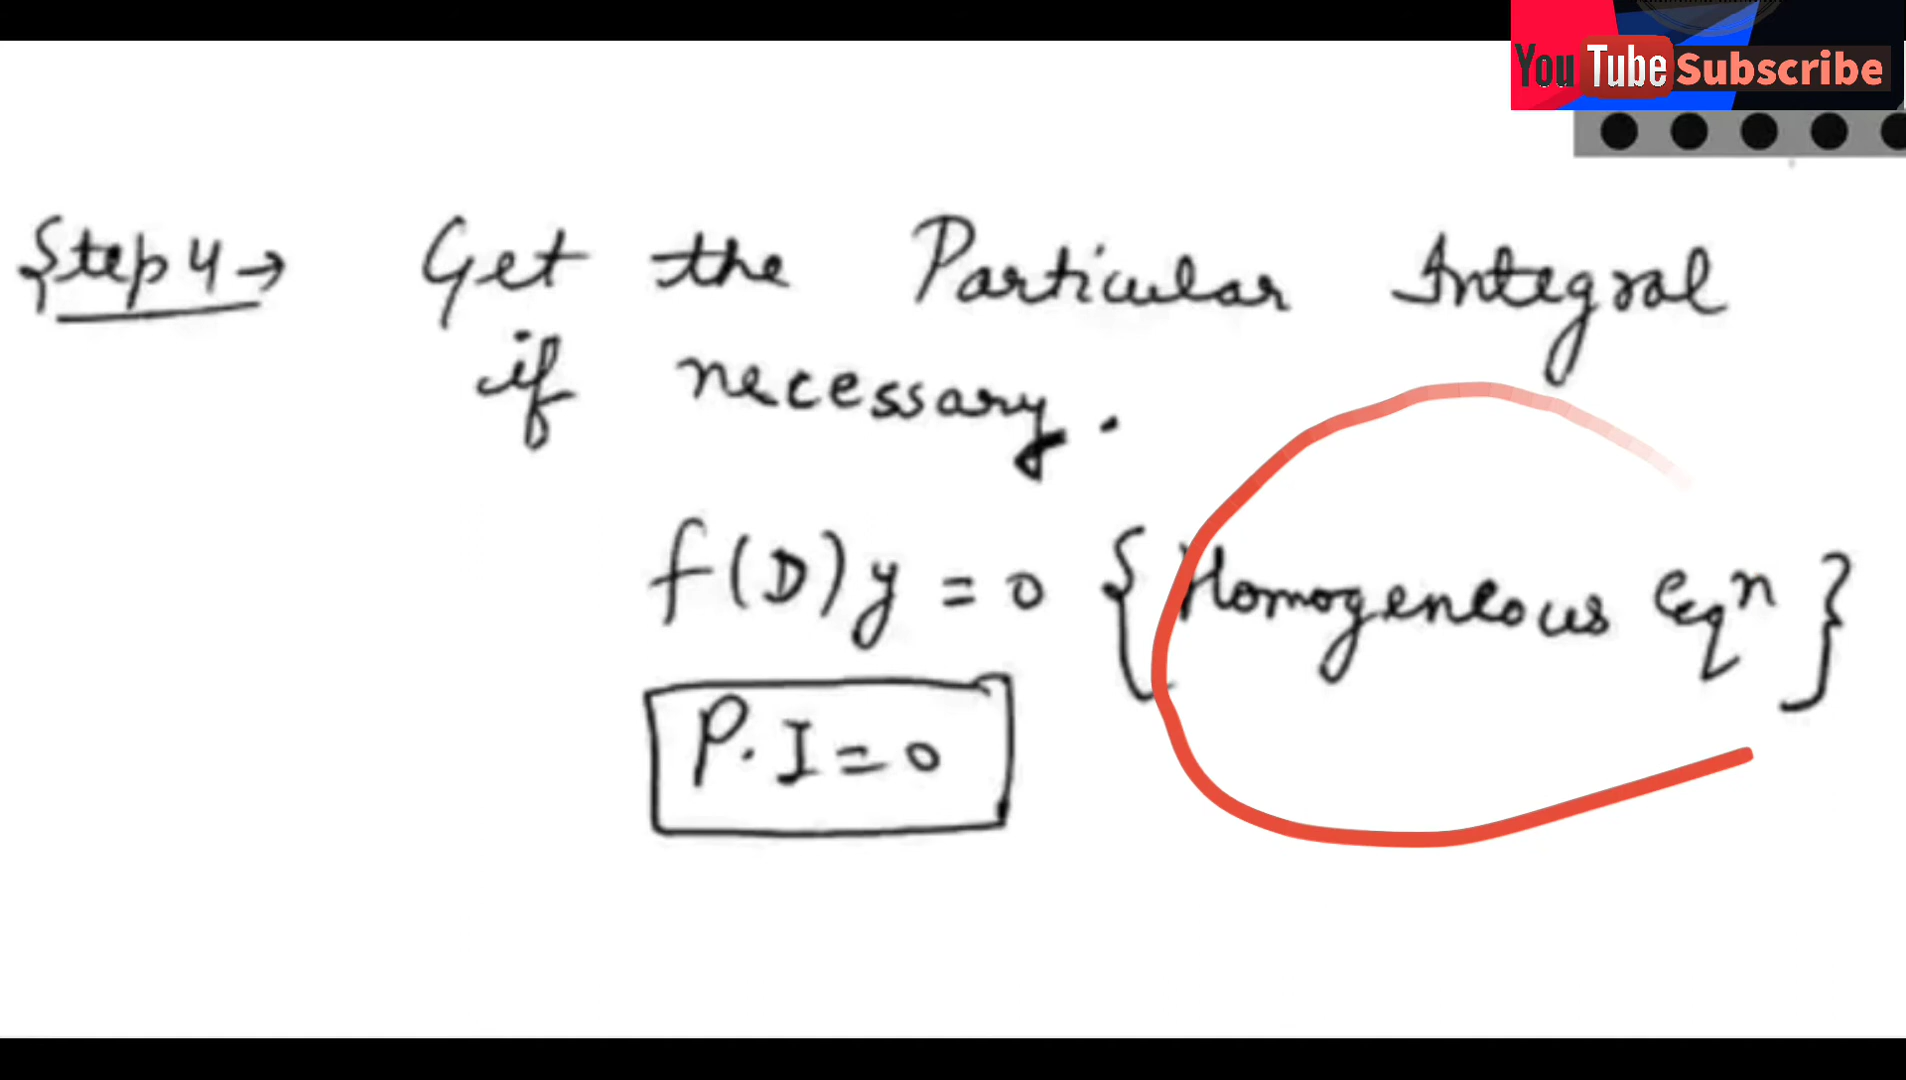 YouTube Subscribe
Step 4 → Get the Particular Integral
if necessary.
f(D)y = 0 { Homogeneous eqⁿ }
P.I = 0